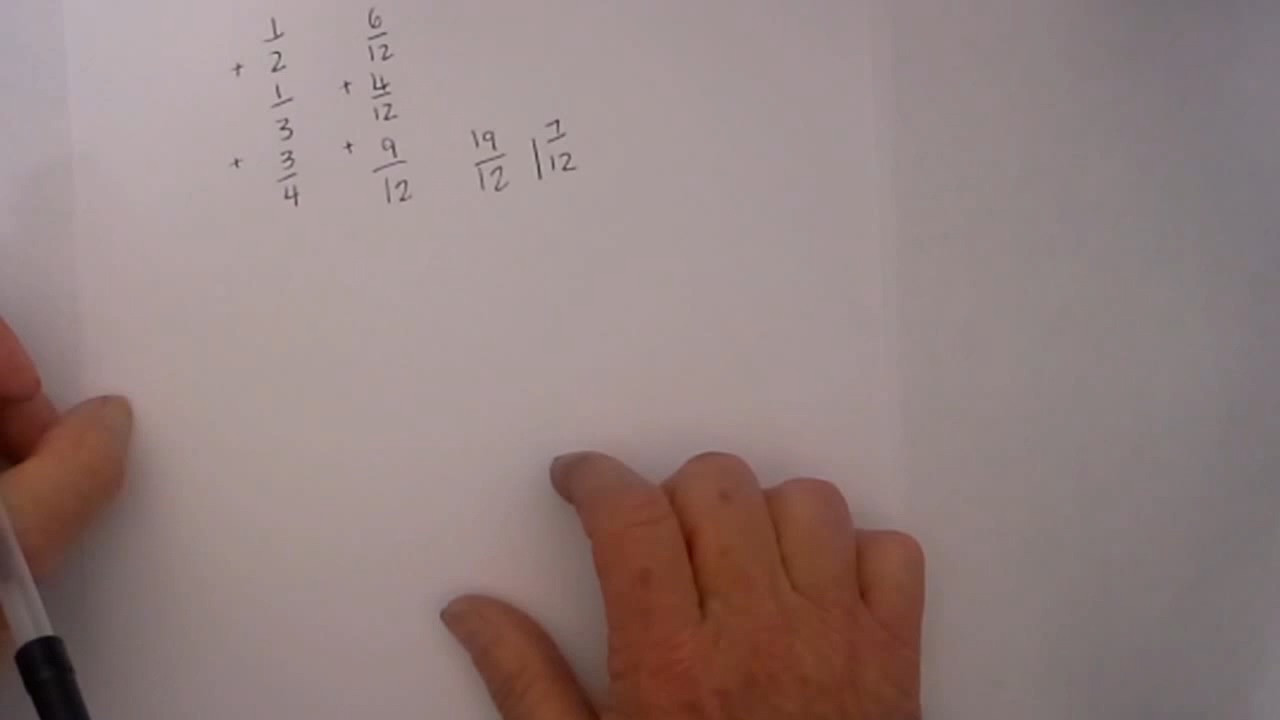 1/2 6/12
+ 1/3 + 4/12
+ 3/4 + 9/12 19/12 1 7/12